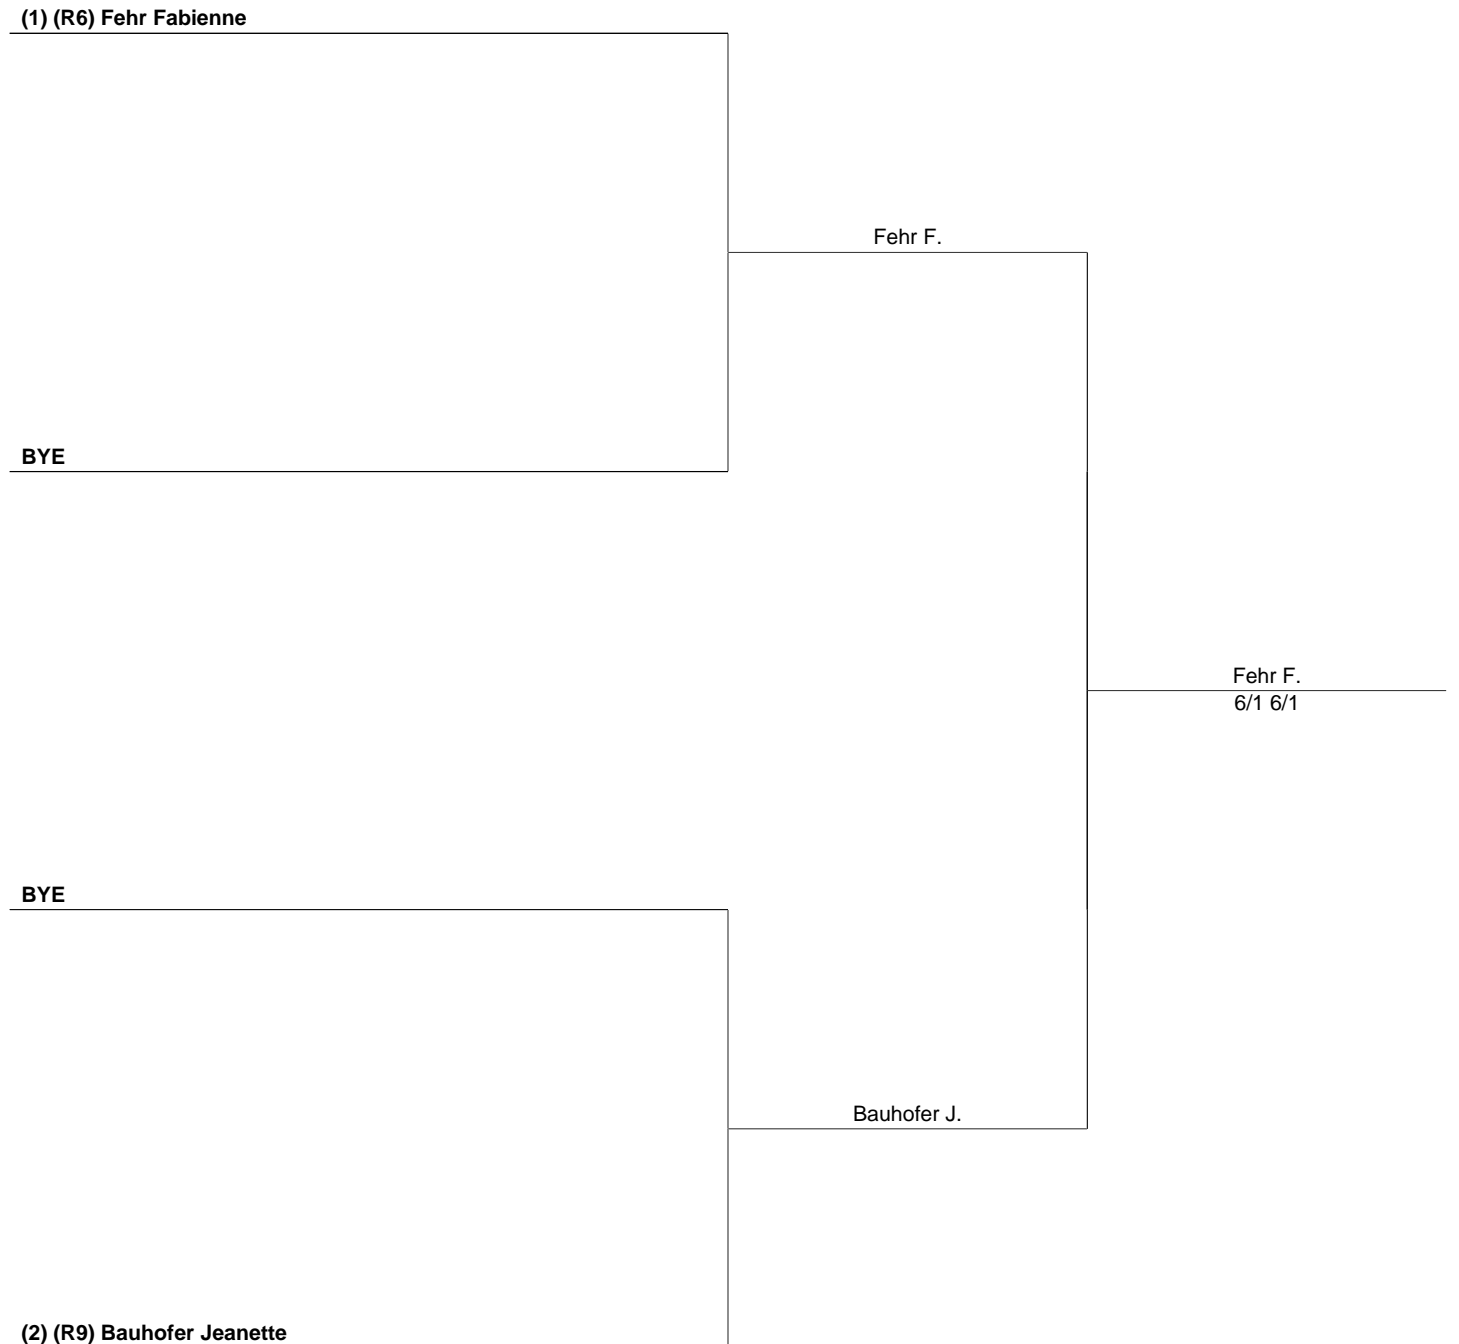 (1) (R6) Fehr Fabienne
Fehr F.
BYE
Fehr F.
6/1 6/1
BYE
Bauhofer J.
(2) (R9) Bauhofer Jeanette